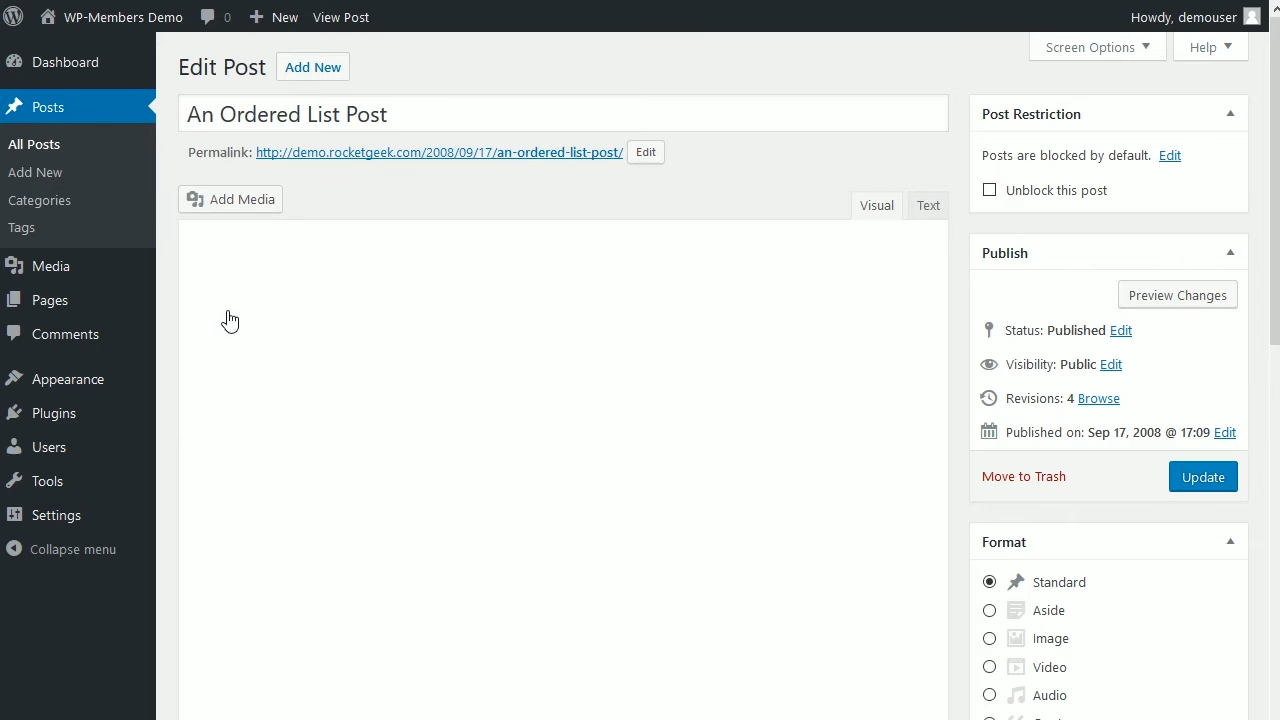 WP-Members Demo 0 New View Post Howdy, demouser
Screen Options Help
Dashboard
Posts
All Posts
Add New
Categories
Tags
Media
Pages
Comments
Appearance
Plugins
Users
Tools
Settings
Collapse menu
Edit Post Add New
An Ordered List Post
Permalink: http://demo.rocketgeek.com/2008/09/17/an-ordered-list-post/ Edit
Add Media
Visual Text
Post Restriction
Posts are blocked by default. Edit
Unblock this post
Publish
Preview Changes
Status: Published Edit
Visibility: Public Edit
Revisions: 4 Browse
Published on: Sep 17, 2008 @ 17:09 Edit
Move to Trash Update
Format
Standard
Aside
Image
Video
Audio